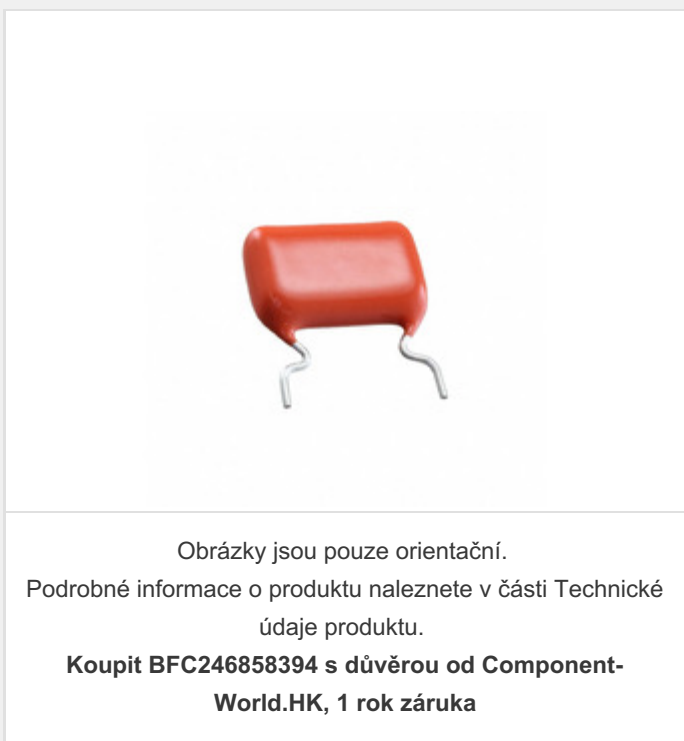 Obrázky jsou pouze orientační.
Podrobné informace o produktu naleznete v části Technické
údaje produktu.
Koupit BFC246858394 s důvěrou od Component-
World.HK, 1 rok záruka